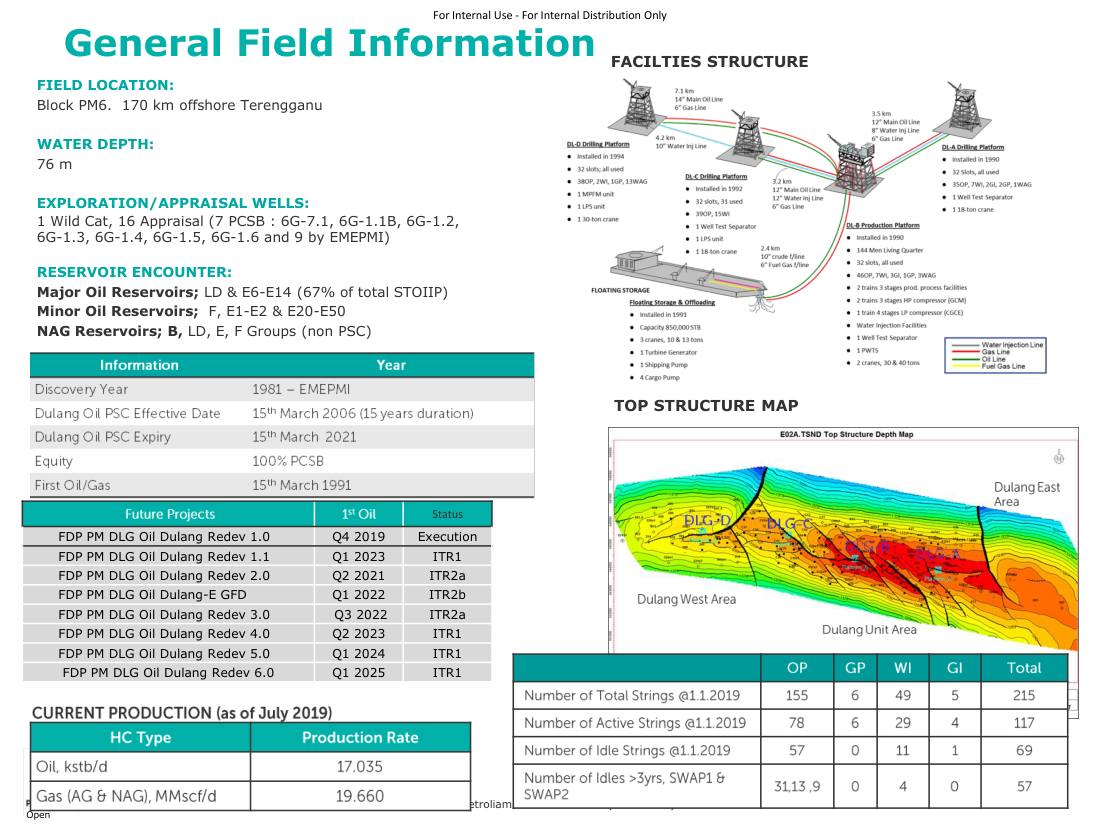 For Internal Use - For Internal Distribution Only
General Field Information
FIELD LOCATION:
Block PM6.  170 km offshore Terengganu
WATER DEPTH:
76 m
EXPLORATION/APPRAISAL WELLS:
1 Wild Cat, 16 Appraisal (7 PCSB : 6G-7.1, 6G-1.1B, 6G-1.2,
6G-1.3, 6G-1.4, 6G-1.5, 6G-1.6 and 9 by EMEPMI)
RESERVOIR ENCOUNTER:
Major Oil Reservoirs; LD & E6-E14 (67% of total STOIIP)
Minor Oil Reservoirs;  F, E1-E2 & E20-E50
NAG Reservoirs; B, LD, E, F Groups (non PSC)
Information Year
Discovery Year 1981 – EMEPMI
Dulang Oil PSC Effective Date 15th March 2006 (15 years duration)
Dulang Oil PSC Expiry 15th March 2021
Equity 100% PCSB
First Oil/Gas 15th March 1991
Future Projects 1st Oil Status
FDP PM DLG Oil Dulang Redev 1.0 Q4 2019 Execution
FDP PM DLG Oil Dulang Redev 1.1 Q1 2023 ITR1
FDP PM DLG Oil Dulang Redev 2.0 Q2 2021 ITR2a
FDP PM DLG Oil Dulang-E GFD Q1 2022 ITR2b
FDP PM DLG Oil Dulang Redev 3.0 Q3 2022 ITR2a
FDP PM DLG Oil Dulang Redev 4.0 Q2 2023 ITR1
FDP PM DLG Oil Dulang Redev 5.0 Q1 2024 ITR1
FDP PM DLG Oil Dulang Redev 6.0 Q1 2025 ITR1
CURRENT PRODUCTION (as of July 2019)
HC Type Production Rate
Oil, kstb/d 17.035
Gas (AG & NAG), MMscf/d 19.660
Open
FACILTIES STRUCTURE
7.1 km
14" Main Oil Line
6" Gas Line
4.2 km
10" Water Inj Line
3.5 km
12" Main Oil Line
8" Water Inj Line
6" Gas Line
DL-D Drilling Platform
● Installed in 1994
● 32 slots; all used
● 38OP, 2WI, 1GP, 13WAG
● 1 MPFM unit
● 1 LPS unit
● 1 30-ton crane
DL-C Drilling Platform
● Installed in 1992
● 32 slots, 31 used
● 39OP, 15WI
● 1 Well Test Separator
● 1 LPS unit
● 1 18-ton crane
3.2 km
12" Main Oil Line
12" Water Inj Line
6" Gas Line
DL-A Drilling Platform
● Installed in 1990
● 32 Slots, all used
● 35OP, 7WI, 2GI, 2GP, 1WAG
● 1 Well Test Separator
● 1 18-ton crane
DL-B Production Platform
● Installed in 1990
● 144 Men Living Quarter
● 32 slots, all used
● 46OP, 7WI, 3GI, 1GP, 3WAG
● 2 trains 3 stages prod. process facilities
● 2 trains 3 stages HP compressor (GCM)
● 1 train 4 stages LP compressor (CGCE)
● Water Injection Facilities
● 1 Well Test Separator
● 1 PWTS
● 2 cranes, 30 & 40 tons
2.4 km
10" crude f/line
6" Fuel Gas f/line
FLOATING STORAGE
Floating Storage & Offloading
● Installed in 1991
● Capacity 850,000STB
● 3 cranes, 10 & 13 tons
● 1 Turbine Generator
● 1 Shipping Pump
● 4 Cargo Pump
Water Injection Line
Gas Line
Oil Line
Fuel Gas Line
TOP STRUCTURE MAP
E02A.TSND Top Structure Depth Map
Dulang East
Area
DLG-D
DLG-C
Dulang West Area
Dulang Unit Area
OP GP WI GI Total
Number of Total Strings @1.1.2019 155 6 49 5 215
Number of Active Strings @1.1.2019 78 6 29 4 117
Number of Idle Strings @1.1.2019 57 0 11 1 69
Number of Idles >3yrs, SWAP1 &
SWAP2 31,13 ,9 0 4 0 57